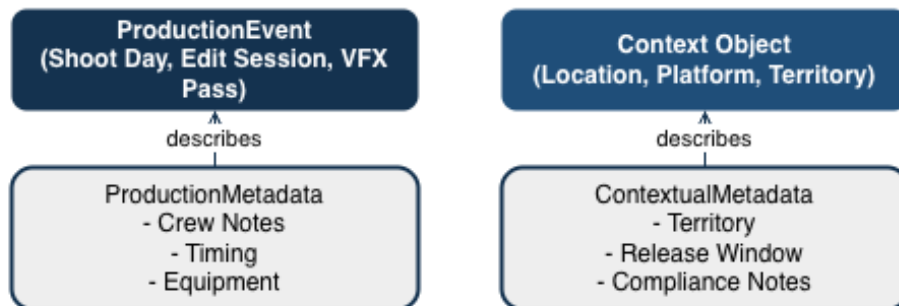 ProductionEvent
(Shoot Day, Edit Session, VFX
Pass)
describes
ProductionMetadata
- Crew Notes
- Timing
- Equipment
Context Object
(Location, Platform, Territory)
describes
ContextualMetadata
- Territory
- Release Window
- Compliance Notes